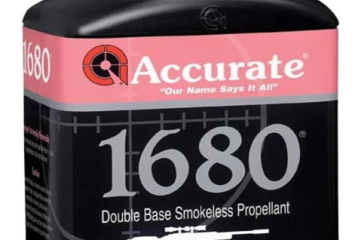 Accurate®
"Our Name Says It All"
1680®
Double Base Smokeless Propellant
1680